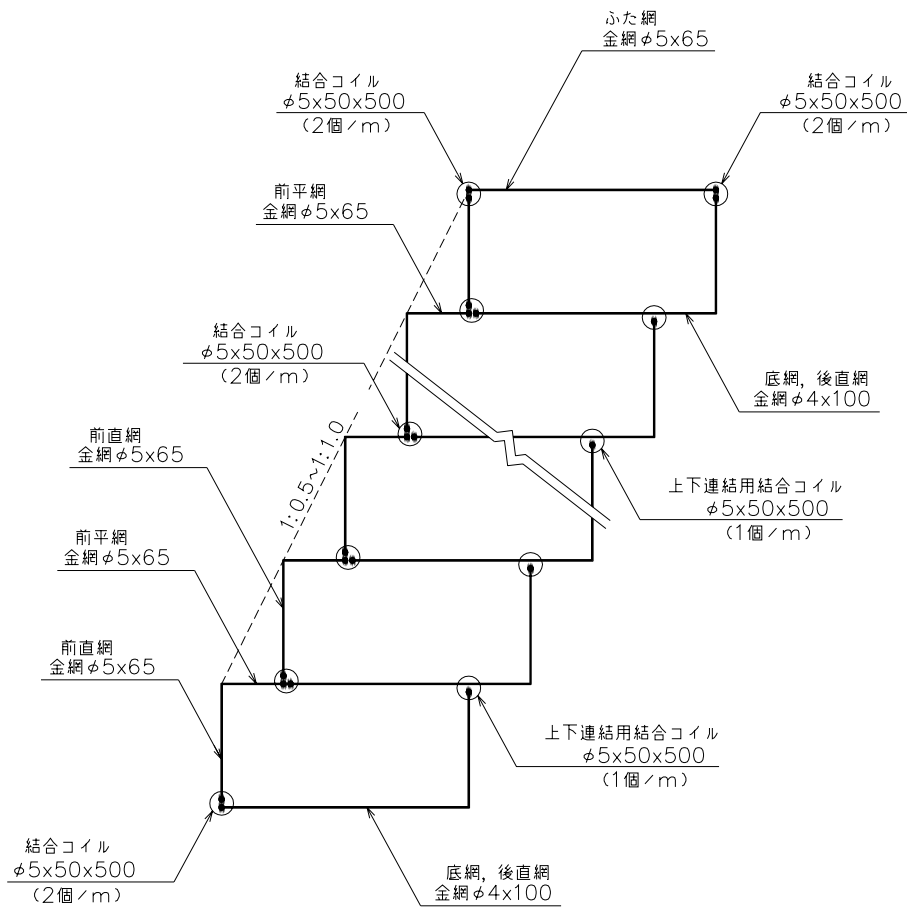 ふた網
金網φ5x65
結合コイル
φ5x50x500
(2個/m)
結合コイル
φ5x50x500
(2個/m)
前平網
金網φ5x65
結合コイル
φ5x50x500
(2個/m)
底網, 後直網
金網φ4x100
1:0.5~1:1.0
前直網
金網φ5x65
上下連結用結合コイル
φ5x50x500
(1個/m)
前平網
金網φ5x65
前直網
金網φ5x65
上下連結用結合コイル
φ5x50x500
(1個/m)
結合コイル
φ5x50x500
(2個/m)
底網, 後直網
金網φ4x100